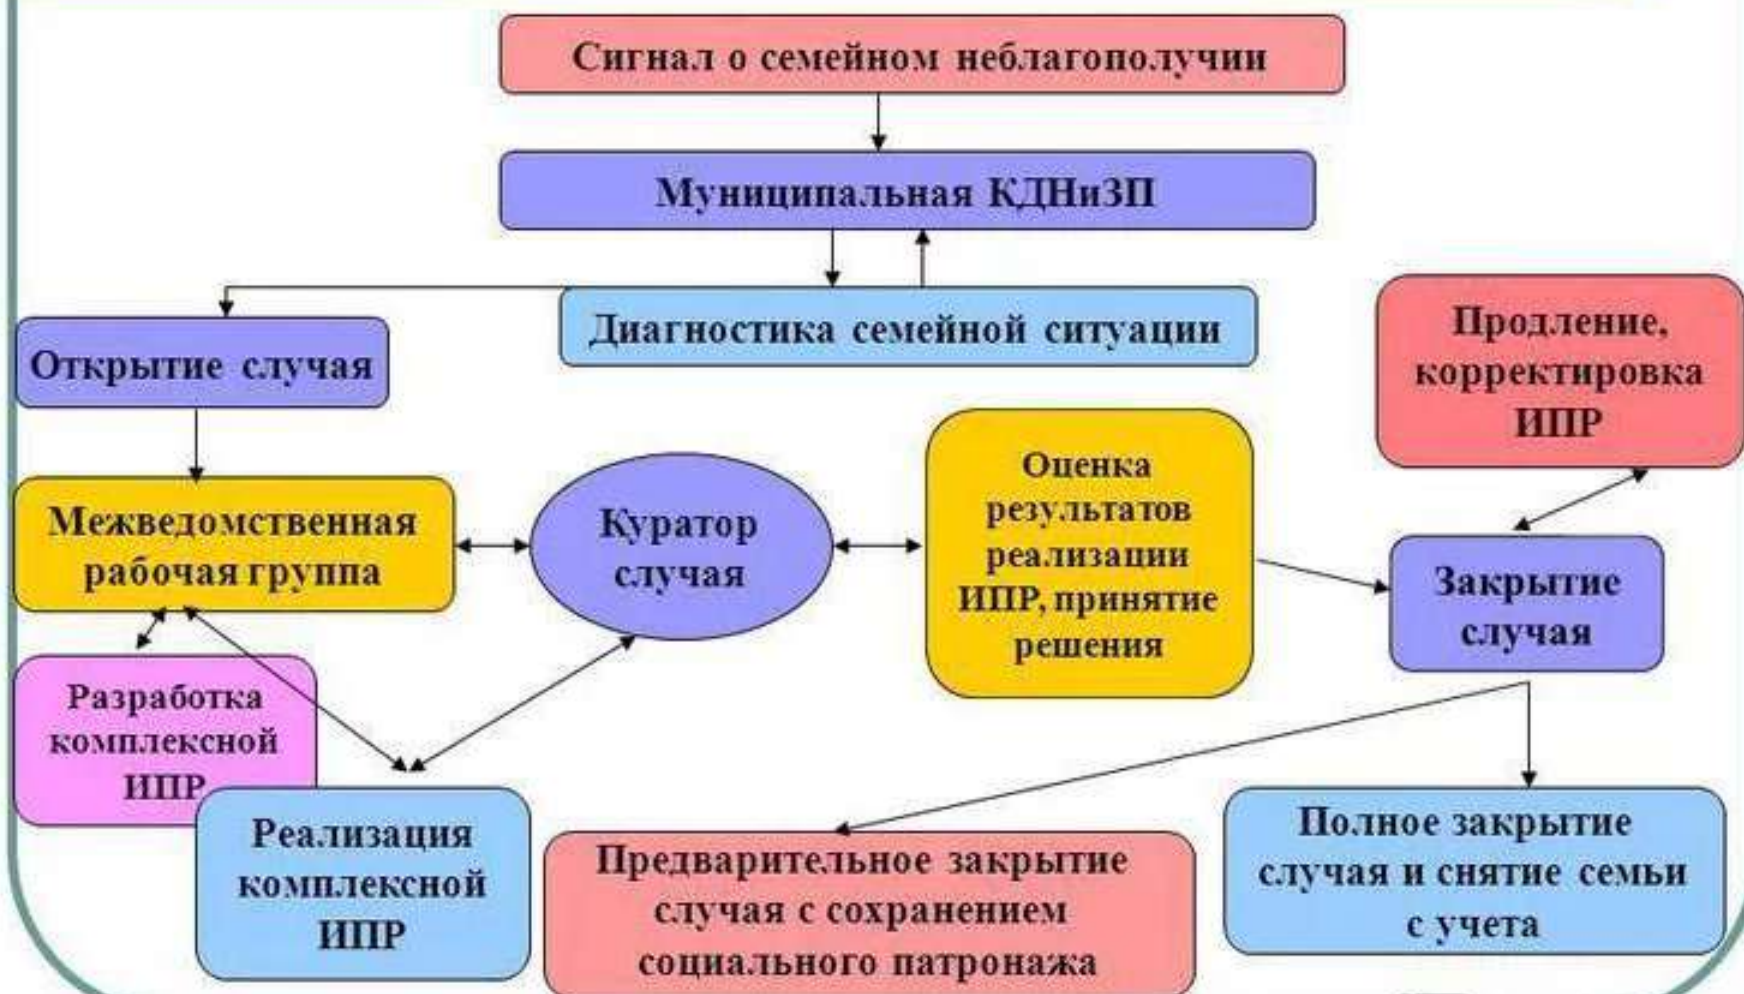 Сигнал о семейном неблагополучии
Муниципальная КДНиЗП
Диагностика семейной ситуации
Открытие случая
Продление,
корректировка
ИПР
Межведомственная
рабочая группа
Куратор
случая
Оценка
результатов
реализации
ИПР, принятие
решения
Закрытие
случая
Разработка
комплексной
ИПР
Реализация
комплексной
ИПР
Предварительное закрытие
случая с сохранением
социального патронажа
Полное закрытие
случая и снятие семьи
с учета